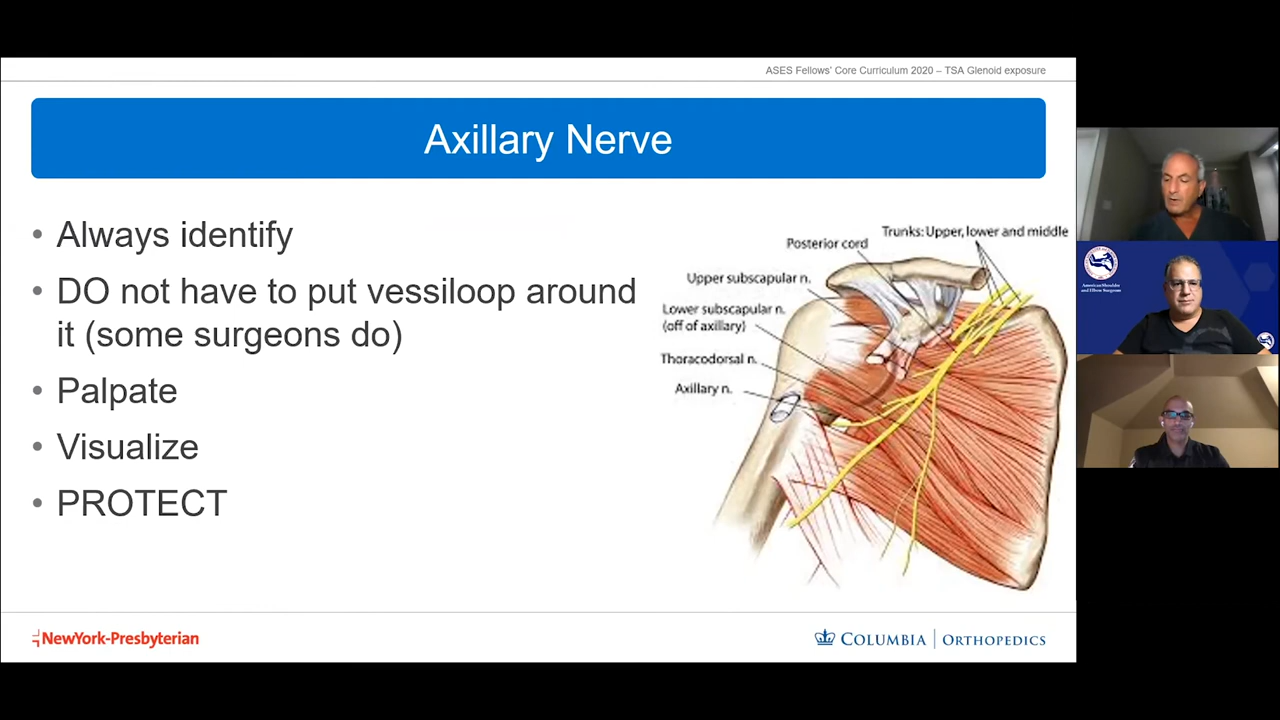 ASES Fellows' Core Curriculum 2020 – TSA Glenoid exposure
Axillary Nerve
• Always identify
• DO not have to put vessiloop around
it (some surgeons do)
• Palpate
• Visualize
• PROTECT
Trunks: Upper, lower and middle
Posterior cord
Upper subscapular n.
Lower subscapular n.
(off of axillary)
Thoracodorsal n.
Axillary n.
NewYork-Presbyterian
COLUMBIA | ORTHOPEDICS
American Shoulder
and Elbow Surgeons